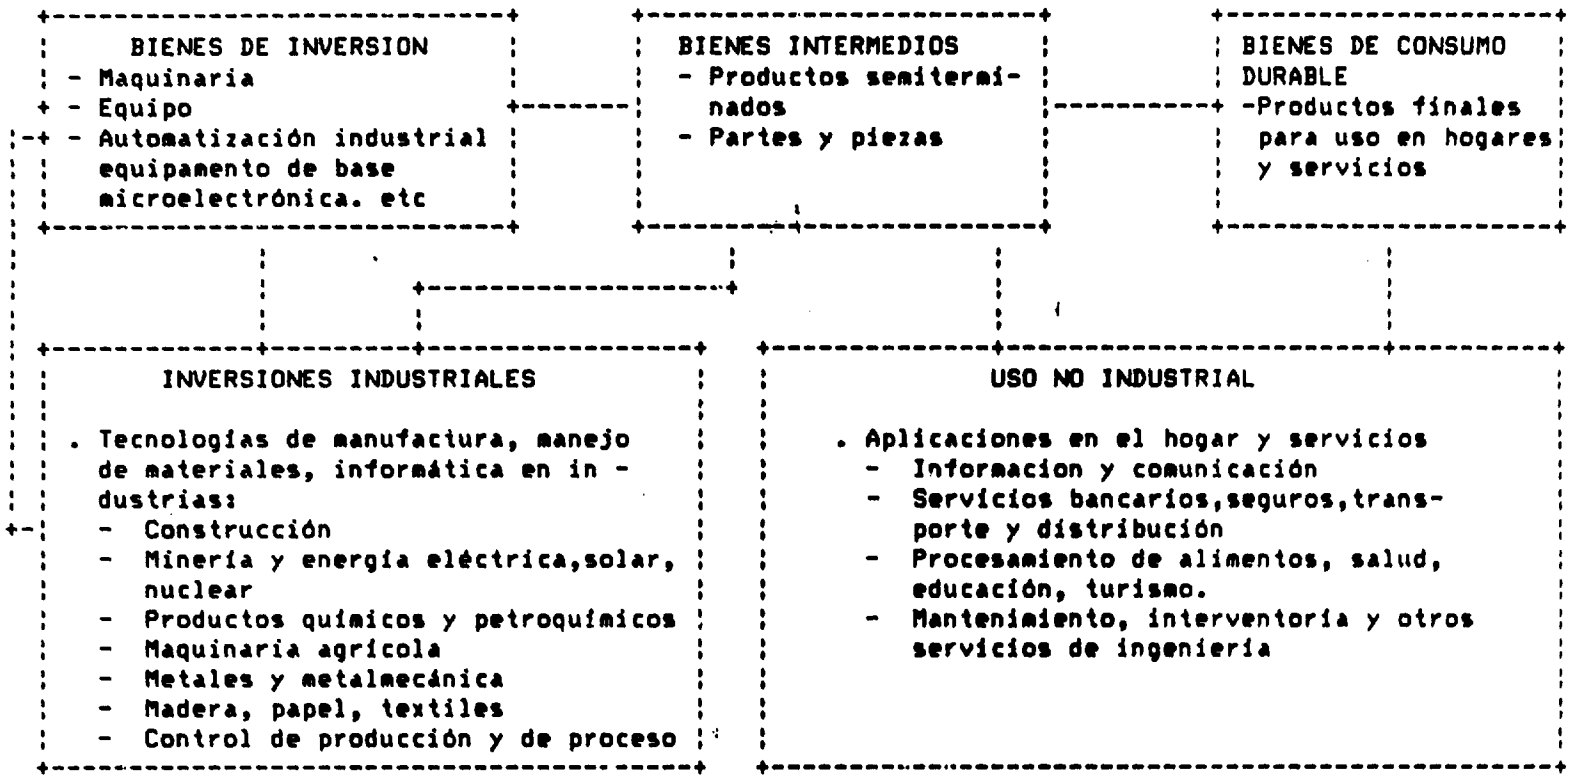 BIENES DE INVERSION
- Maquinaria
- Equipo
- Automatización industrial
equipamento de base
microelectrónica. etc
BIENES INTERMEDIOS
- Productos semitermi-
nados
- Partes y piezas
BIENES DE CONSUMO
DURABLE
-Productos finales
para uso en hogares
y servicios
INVERSIONES INDUSTRIALES
. Tecnologías de manufactura, manejo
de materiales, informática en in -
dustrias:
- Construcción
- Minería y energía eléctrica,solar,
nuclear
- Productos químicos y petroquímicos
- Maquinaria agrícola
- Metales y metalmecánica
- Madera, papel, textiles
- Control de producción y de proceso
USO NO INDUSTRIAL
. Aplicaciones en el hogar y servicios
- Informacion y comunicación
- Servicios bancarios,seguros,trans-
porte y distribución
- Procesamiento de alimentos, salud,
educación, turismo.
- Mantenimiento, interventoría y otros
servicios de ingeniería